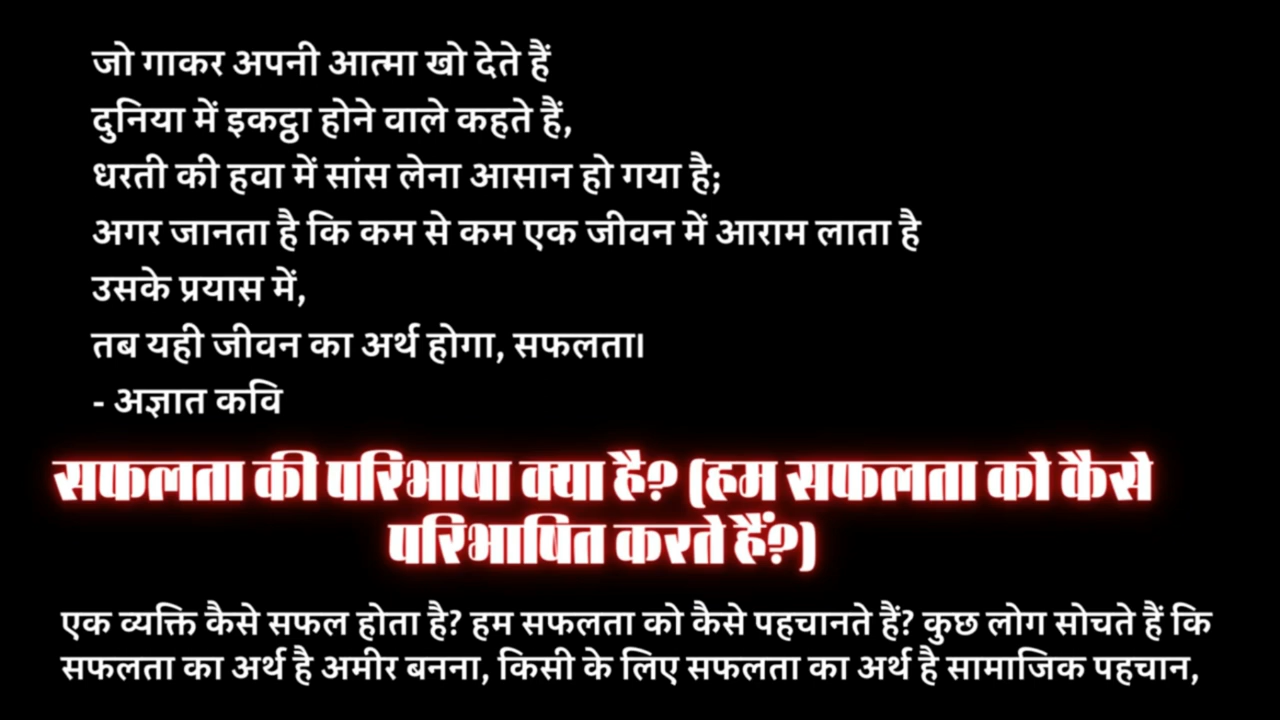 जो गाकर अपनी आत्मा खो देते हैं
दुनिया में इकट्ठा होने वाले कहते हैं,
धरती की हवा में सांस लेना आसान हो गया है;
अगर जानता है कि कम से कम एक जीवन में आराम लाता है
उसके प्रयास में,
तब यही जीवन का अर्थ होगा, सफलता।
- अज्ञात कवि
सफलता की परिभाषा क्या है? (हम सफलता को कैसे
परिभाषित करते हैं?)
एक व्यक्ति कैसे सफल होता है? हम सफलता को कैसे पहचानते हैं? कुछ लोग सोचते हैं कि
सफलता का अर्थ है अमीर बनना, किसी के लिए सफलता का अर्थ है सामाजिक पहचान,